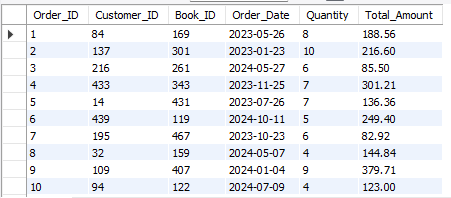 Order_ID Customer_ID Book_ID Order_Date Quantity Total_Amount
1 84 169 2023-05-26 8 188.56
2 137 301 2023-01-23 10 216.60
3 216 261 2024-05-27 6 85.50
4 433 343 2023-11-25 7 301.21
5 14 431 2023-07-26 7 136.36
6 439 119 2024-10-11 5 249.40
7 195 467 2023-10-23 6 82.92
8 32 159 2024-05-07 4 144.84
9 109 407 2024-01-04 9 379.71
10 94 122 2024-07-09 4 123.00